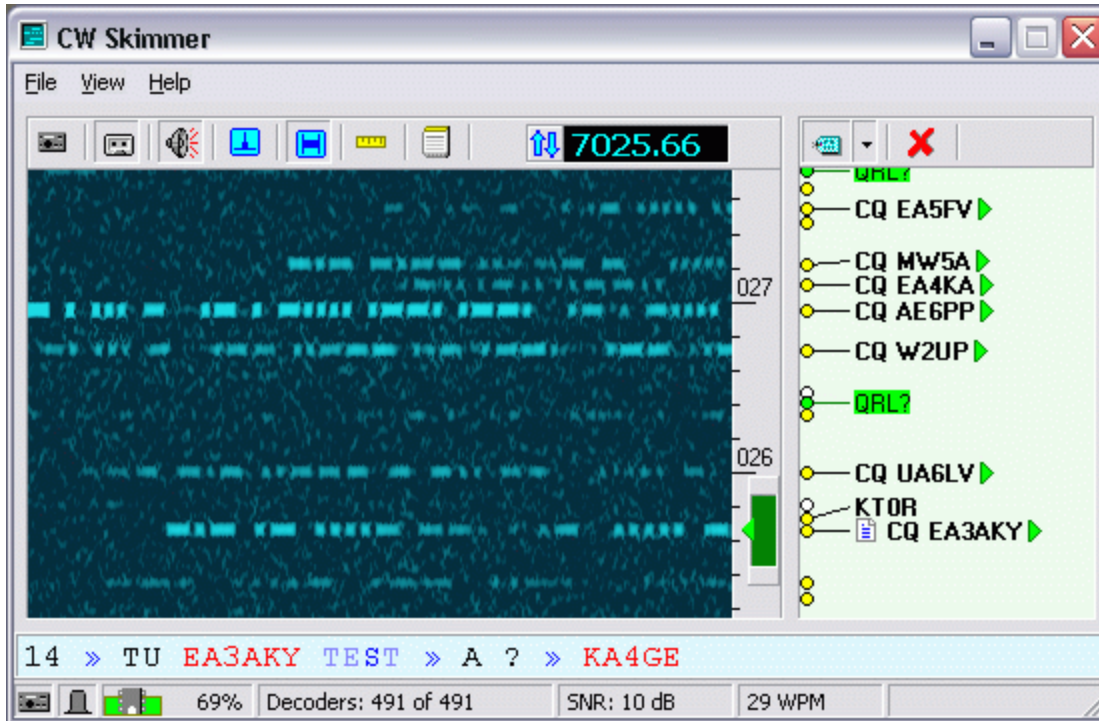 CW Skimmer
File View Help
7025.66
QRL?
CQ EA5FV
CQ MW5A
027
CQ EA4KA
CQ AE6PP
CQ W2UP
QRL?
026
CQ UA6LV
KT0R
CQ EA3AKY
14 » TU EA3AKY TEST » A ? » KA4GE
69% Decoders: 491 of 491 SNR: 10 dB 29 WPM